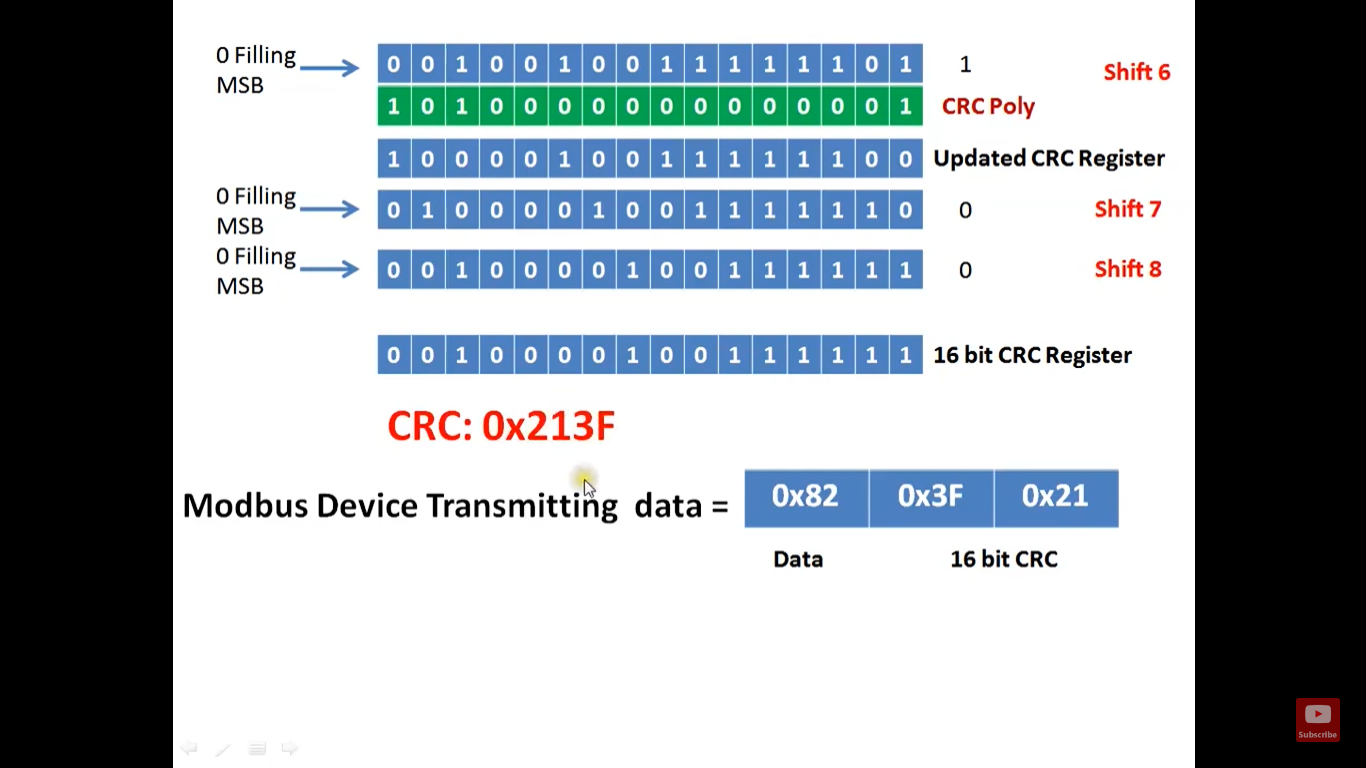 0 Filling
MSB
0 0 1 0 0 1 0 0 1 1 1 1 1 1 0 1 1 Shift 6
1 0 1 0 0 0 0 0 0 0 0 0 0 0 0 1 CRC Poly
1 0 0 0 0 1 0 0 1 1 1 1 1 1 0 0 Updated CRC Register
0 Filling
MSB
0 1 0 0 0 0 1 0 0 1 1 1 1 1 1 0 0 Shift 7
0 Filling
MSB
0 0 1 0 0 0 0 1 0 0 1 1 1 1 1 1 0 Shift 8
0 0 1 0 0 0 0 1 0 0 1 1 1 1 1 1 16 bit CRC Register
CRC: 0x213F
Modbus Device Transmitting data = 0x82 0x3F 0x21
Data 16 bit CRC
Subscribe